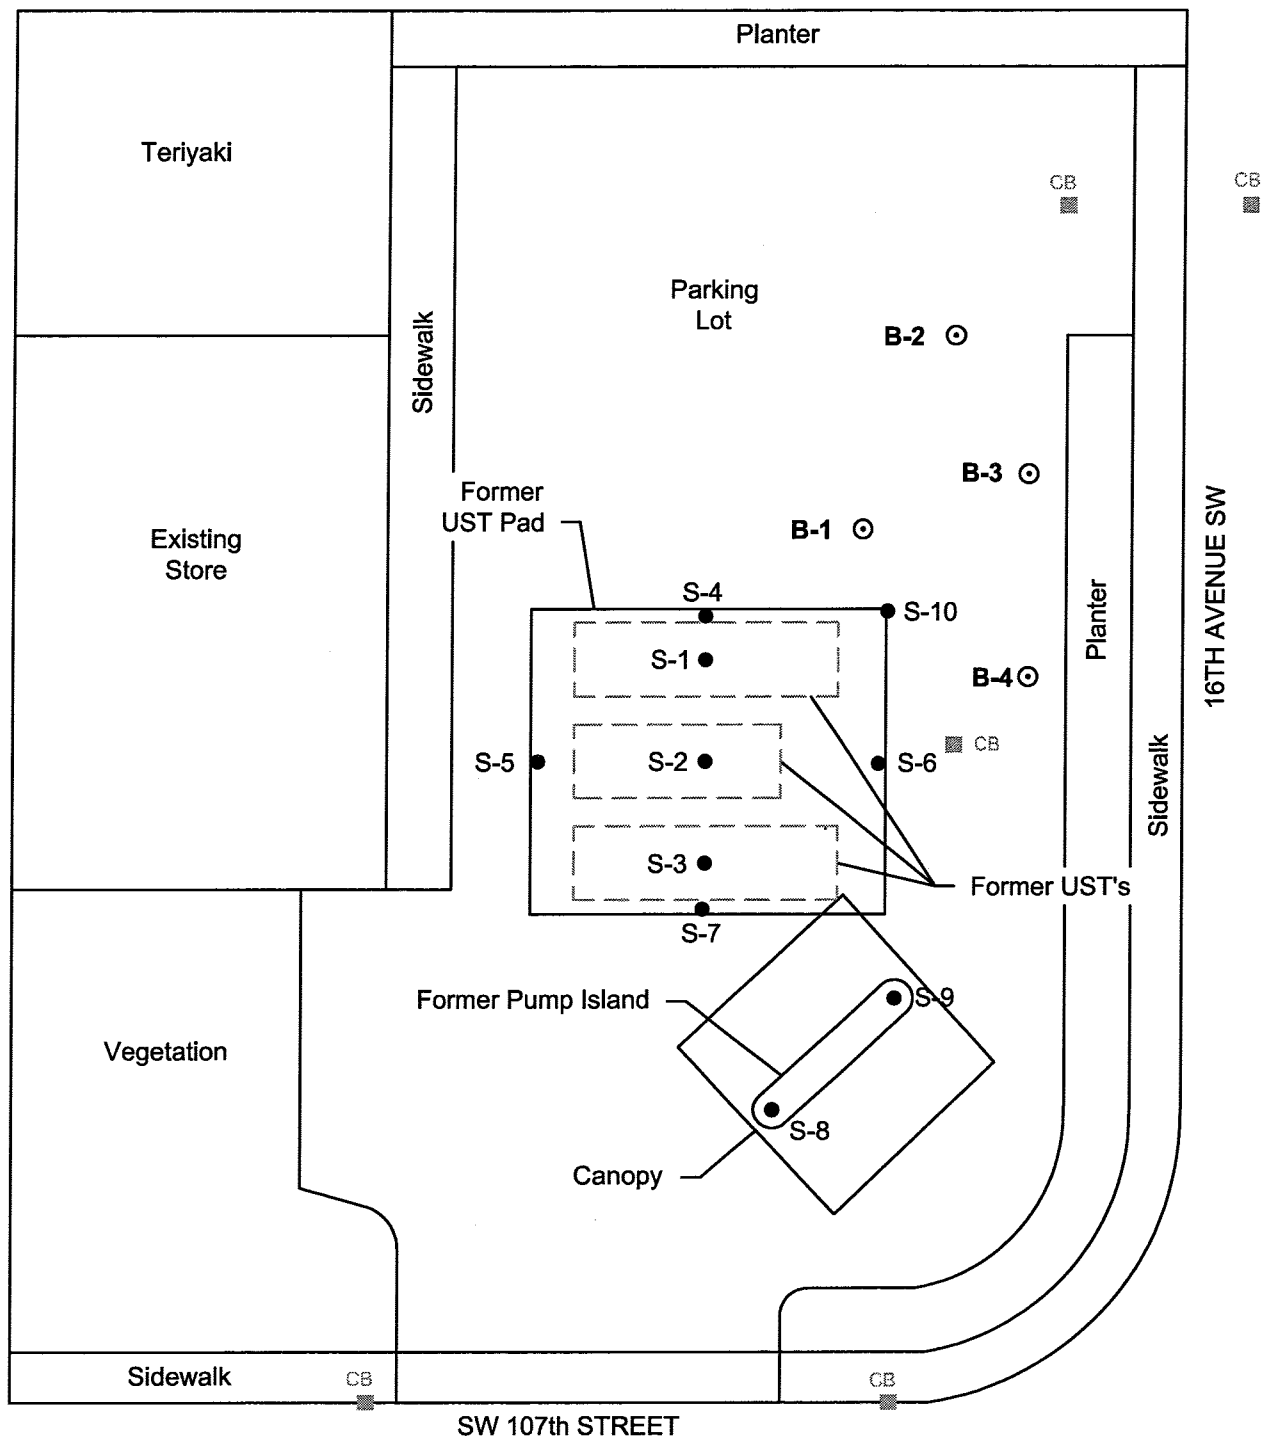 Planter
Teriyaki
CB
CB
Parking
Lot
Sidewalk
B-2
B-3
Former
UST Pad
B-1
Existing
Store
16TH AVENUE SW
S-4
S-10
Planter
S-1
B-4
CB
S-5
S-2
S-6
Sidewalk
S-3
Former UST's
S-7
Former Pump Island
S-9
Vegetation
S-8
Canopy
Sidewalk
CB
CB
SW 107th STREET